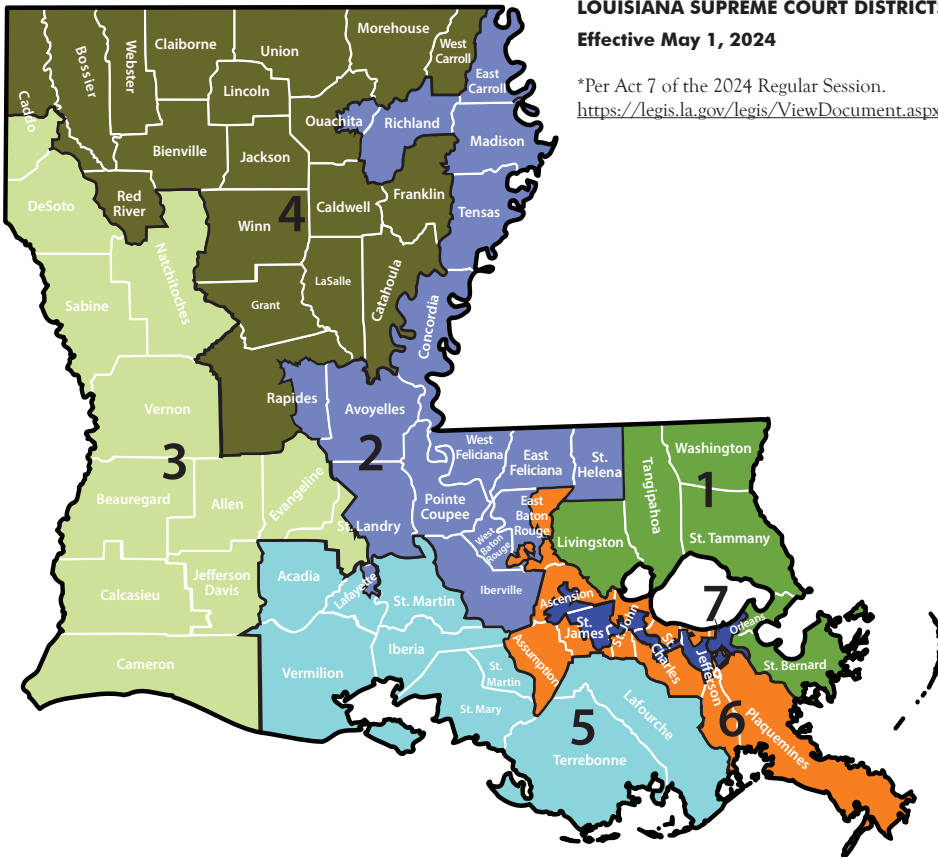 LOUISIANA SUPREME COURT DISTRICTS
Effective May 1, 2024
*Per Act 7 of the 2024 Regular Session.
https://legis.la.gov/legis/ViewDocument.aspx
Caddo
Bossier
Webster
Claiborne
Union
Morehouse
West
Carroll
East
Carroll
Lincoln
Ouachita
Richland
Madison
Bienville
Jackson
Red
River
DeSoto
Winn
4
Caldwell
Franklin
Tensas
Natchitoches
Sabine
Grant
LaSalle
Catahoula
Concordia
Vernon
3
Rapides
Avoyelles
2
Beauregard
Allen
Evangeline
St. Landry
Pointe
Coupee
West
Feliciana
East
Feliciana
St.
Helena
East
Baton
Rouge
West
Baton
Rouge
Tangipahoa
Washington
1
St. Tammany
Livingston
Calcasieu
Jefferson
Davis
Acadia
Lafayette
St. Martin
Iberville
Ascension
St.
James
St. John
St.
Charles
7
Orleans
Jefferson
St. Bernard
Cameron
Vermilion
Iberia
St.
Martin
Assumption
St. Mary
5
Lafourche
Terrebonne
6
Plaquemines